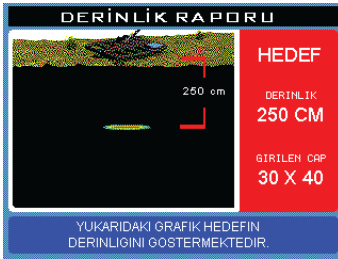 DERINLIK RAPORU
250 cm
HEDEF
DERINLIK
250 CM
GIRILEN CAP
30 X 40
YUKARIDAKI GRAFIK HEDEFIN
DERINLIGINI GOSTERMEKTEDIR.